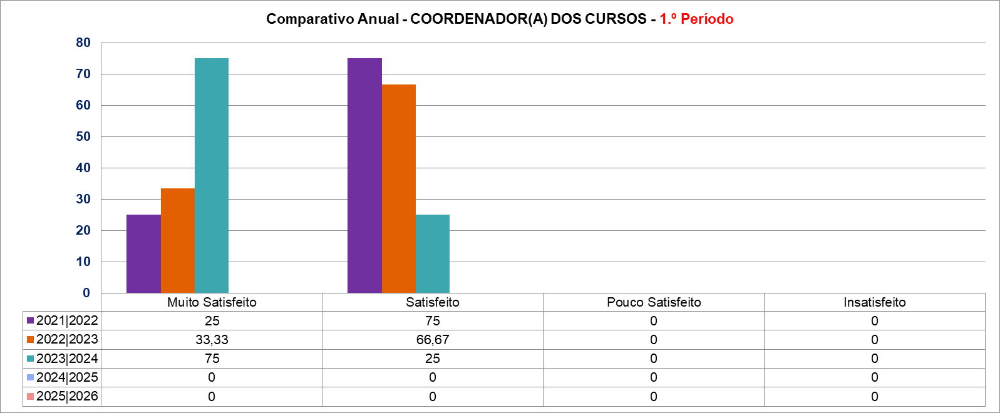 Comparativo Anual - COORDENADOR(A) DOS CURSOS - 1.º Período
80
70
60
50
40
30
20
10
0
Muito Satisfeito Satisfeito Pouco Satisfeito Insatisfeito
2021|2022 25 75 0 0
2022|2023 33,33 66,67 0 0
2023|2024 75 25 0 0
2024|2025 0 0 0 0
2025|2026 0 0 0 0